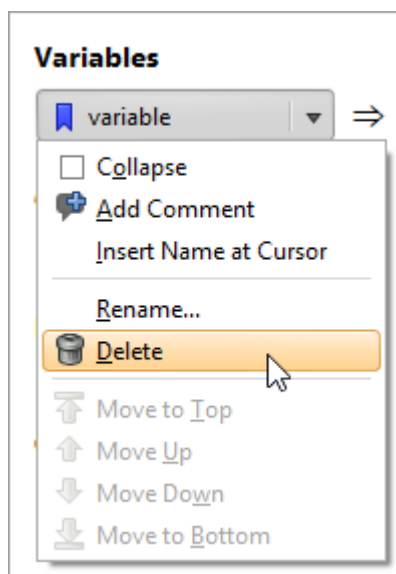 Variables
variable
Collapse
Add Comment
Insert Name at Cursor
Rename...
Delete
Move to Top
Move Up
Move Down
Move to Bottom